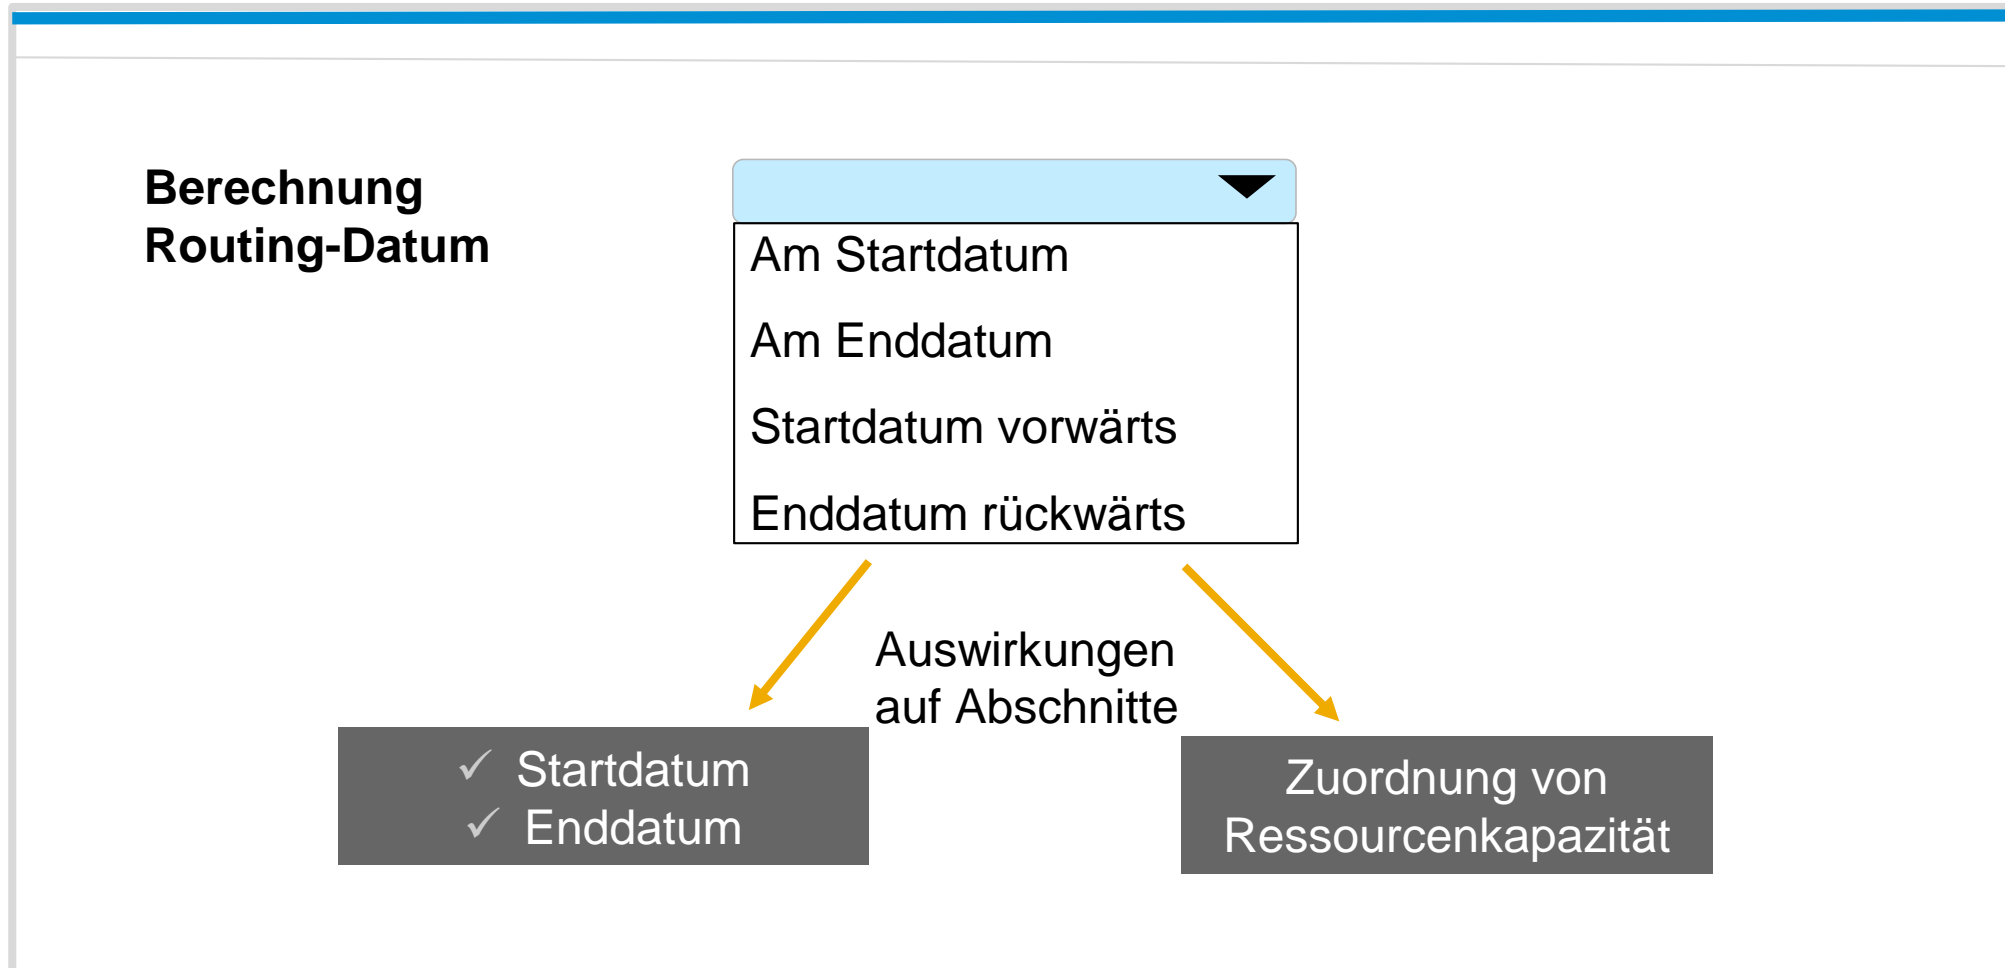 Berechnung
Routing-Datum
Am Startdatum
Am Enddatum
Startdatum vorwärts
Enddatum rückwärts
Auswirkungen
auf Abschnitte
✓ Startdatum
✓ Enddatum
Zuordnung von
Ressourcenkapazität